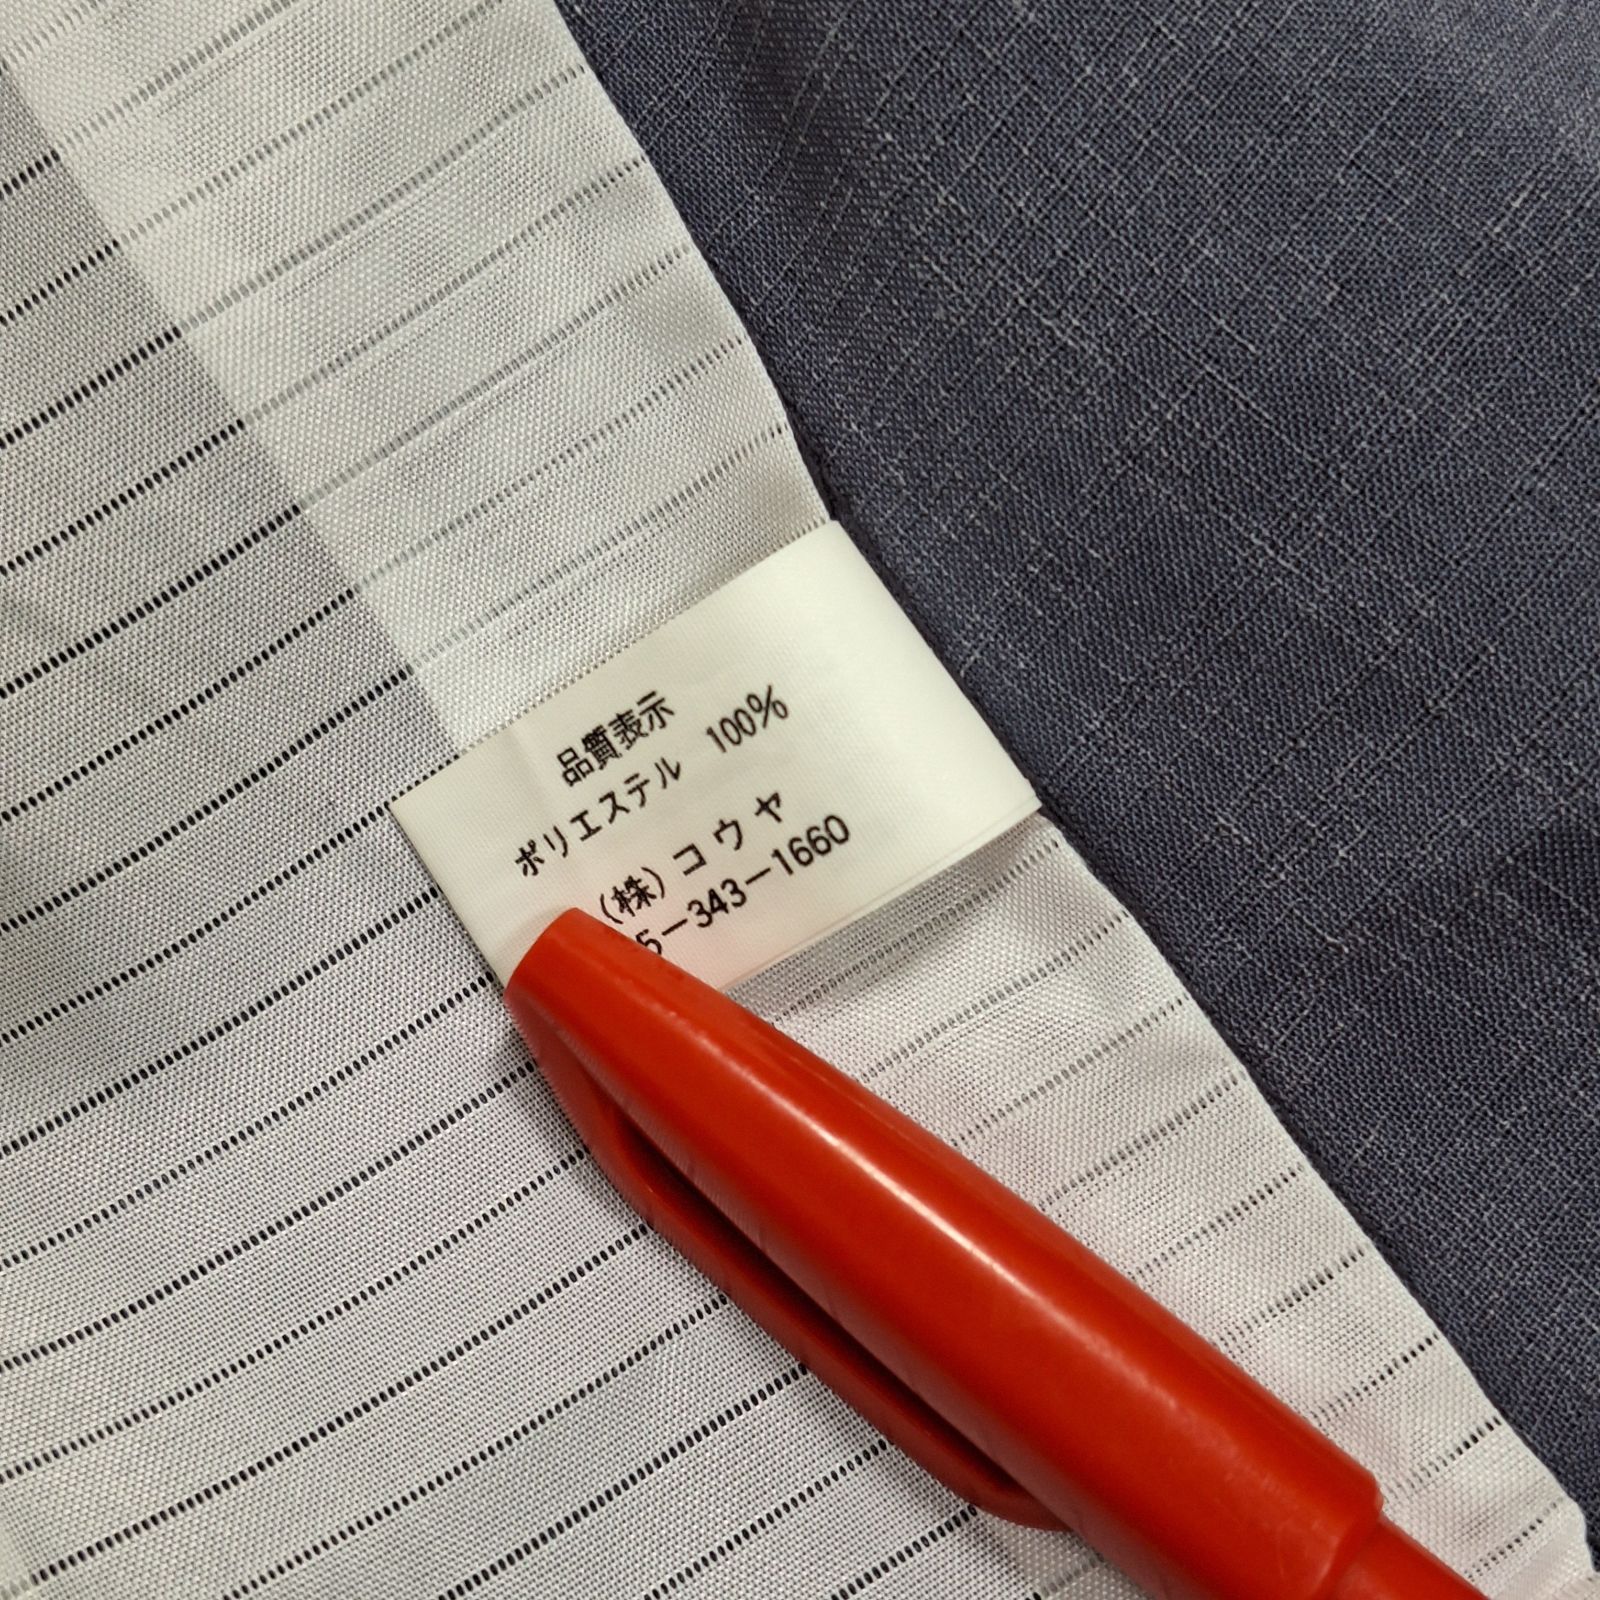 品質表示
ポリエステル 100%
(株)コウヤ
5-343-1660